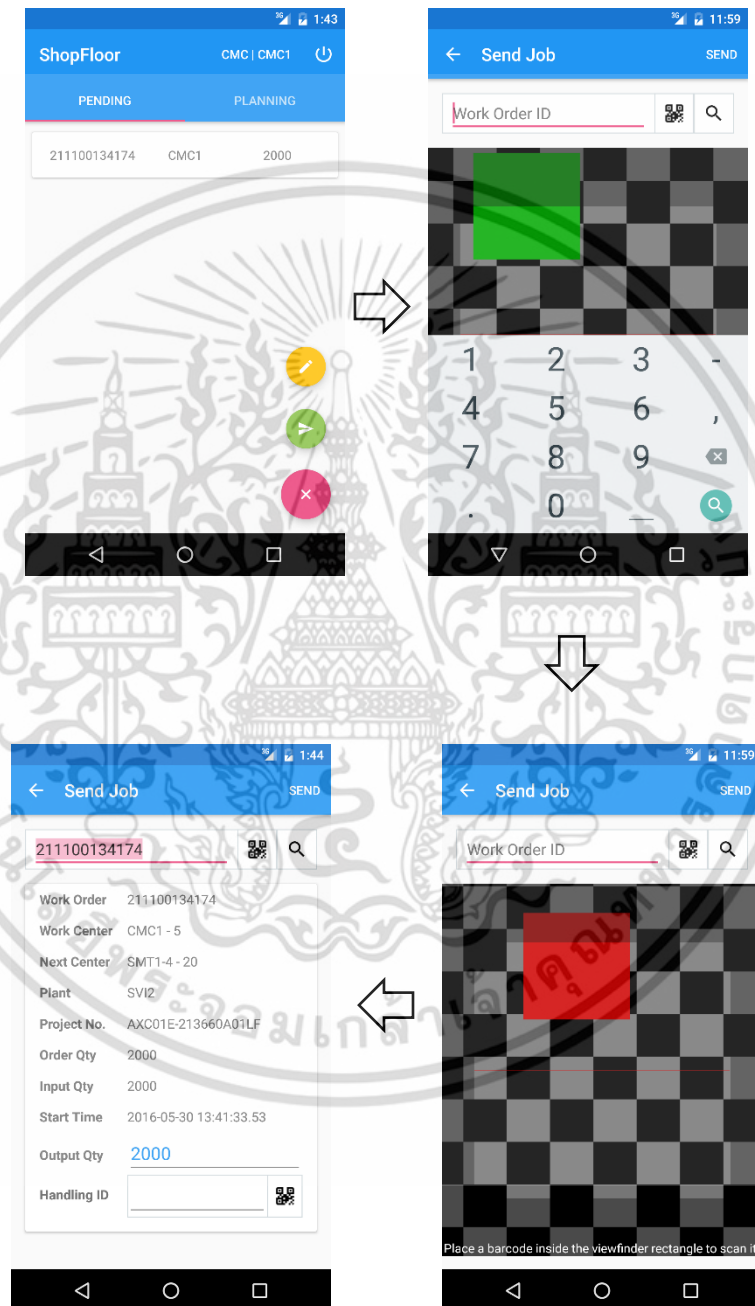 3G 1:43
ShopFloor CMC | CMC1
PENDING PLANNING
211100134174 CMC1 2000
3G 11:59
Send Job SEND
Work Order ID
1 2 3 -
4 5 6 ,
7 8 9
. 0 _
3G 1:44
Send Job SEND
211100134174
Work Order 211100134174
Work Center CMC1 - 5
Next Center SMT1-4 - 20
Plant SVI2
Project No. AXC01E-213660A01LF
Order Qty 2000
Input Qty 2000
Start Time 2016-05-30 13:41:33.53
Output Qty 2000
Handling ID
3G 11:59
Send Job SEND
Work Order ID
Place a barcode inside the viewfinder rectangle to scan it